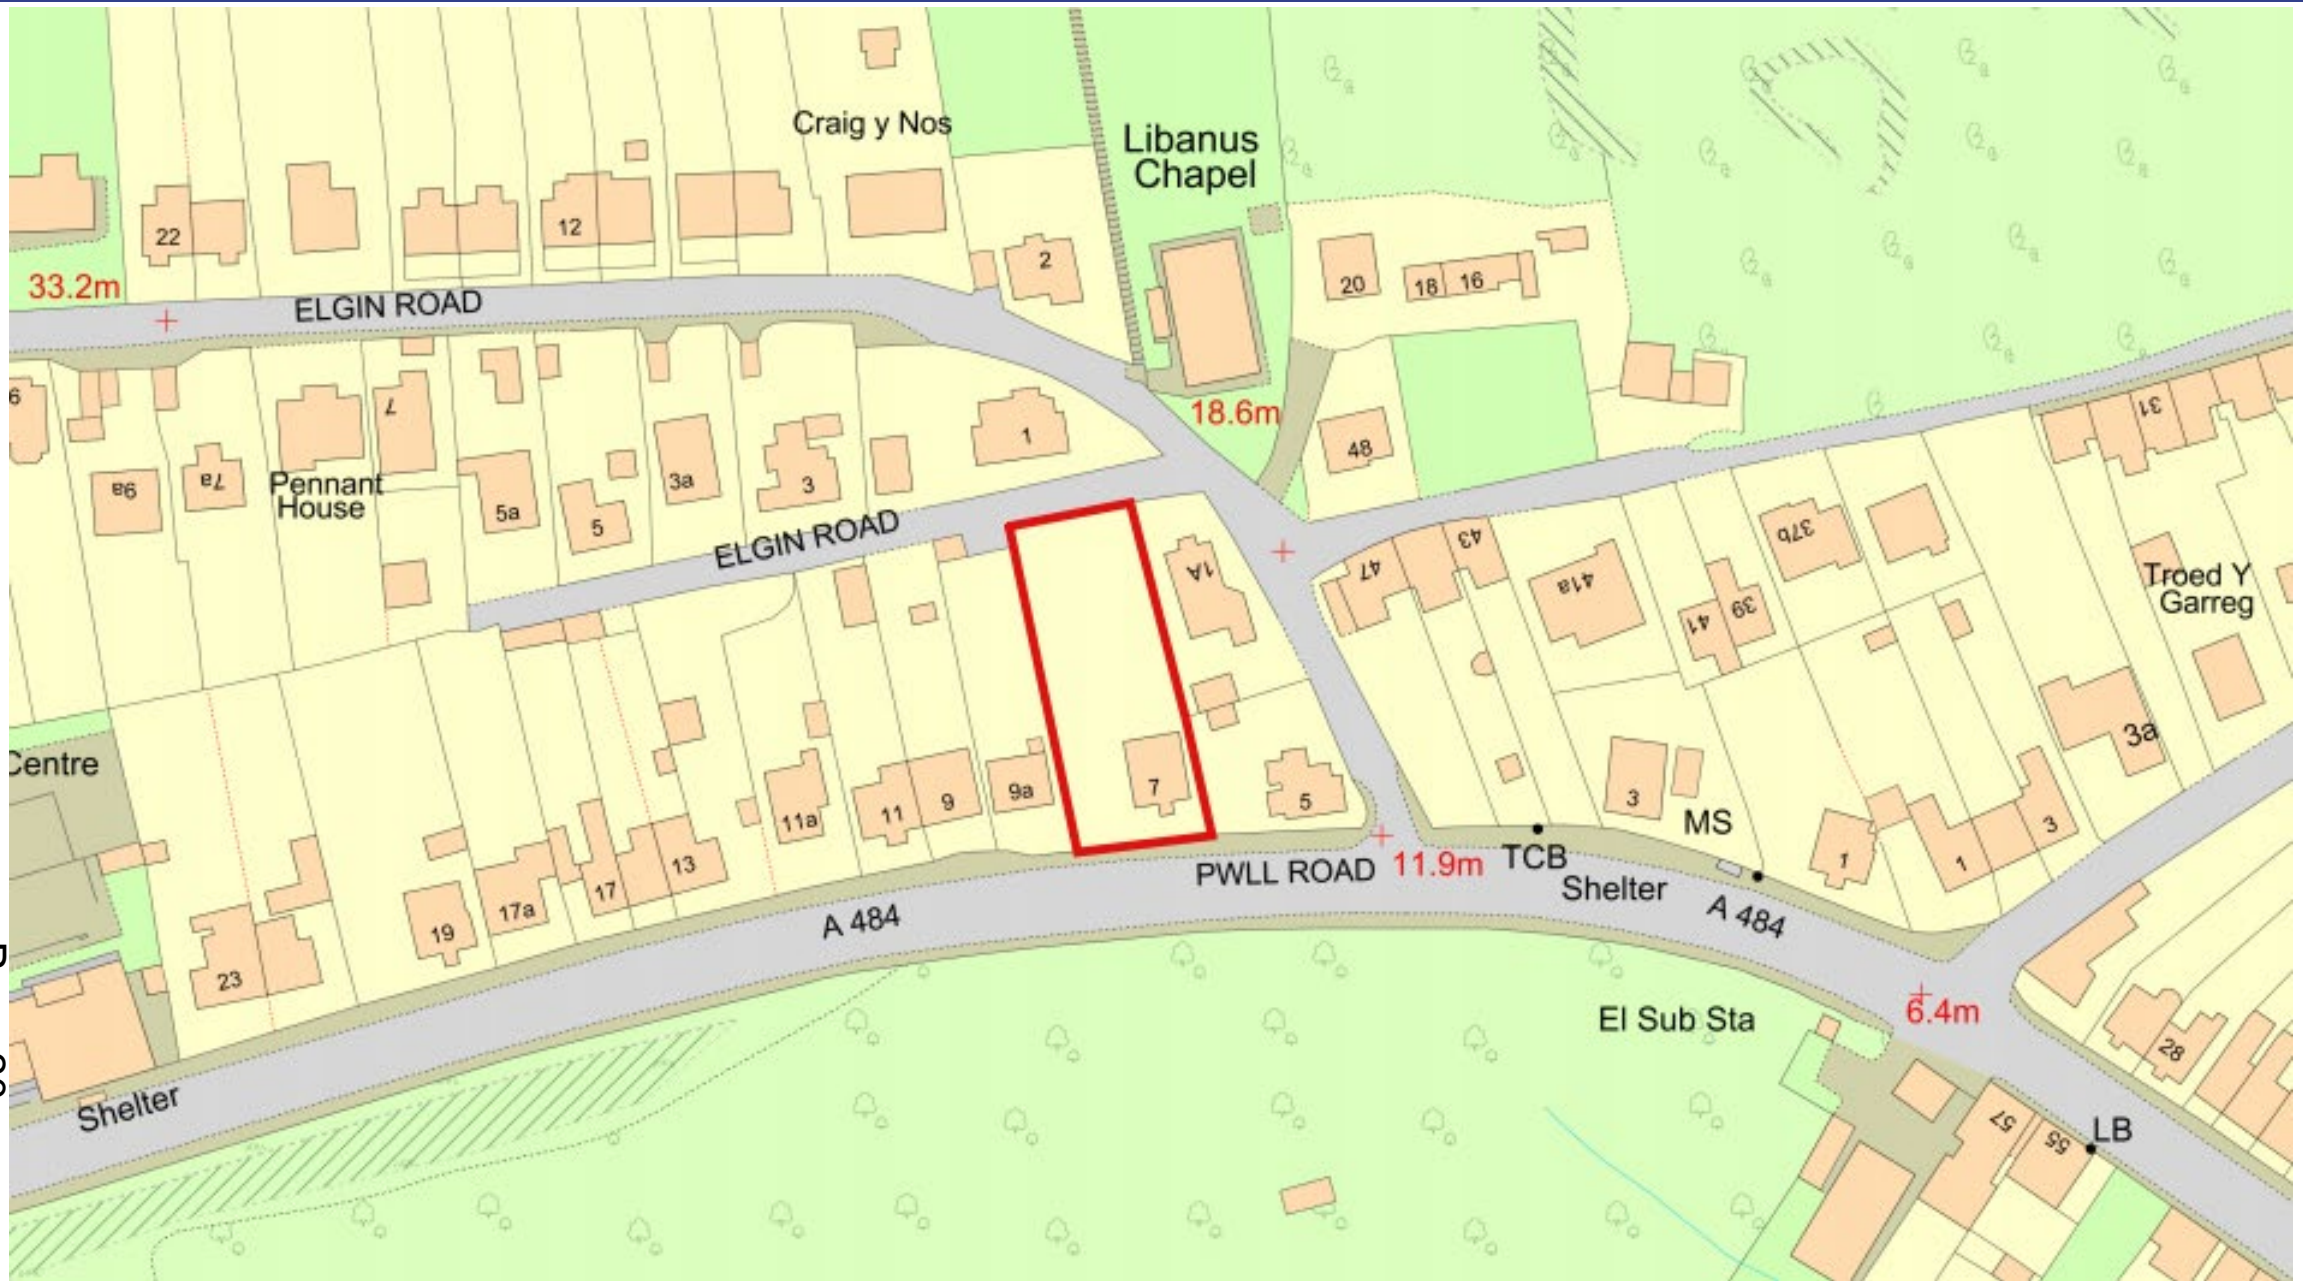 Craig y Nos
Libanus
Chapel
22
12
2
20
18
16
33.2m
ELGIN ROAD
18.6m
6
9a
7a
Pennant
House
7
5a
5
3a
3
1
48
31
ELGIN ROAD
1A
47
43
41a
41
39
37b
Troed Y
Garreg
Centre
23
19
17a
17
13
11a
11
9
9a
7
5
3
MS
3a
1
1
3
PWLL ROAD
11.9m
TCB
Shelter
A 484
A 484
6.4m
El Sub Sta
28
Shelter
57
55
LB